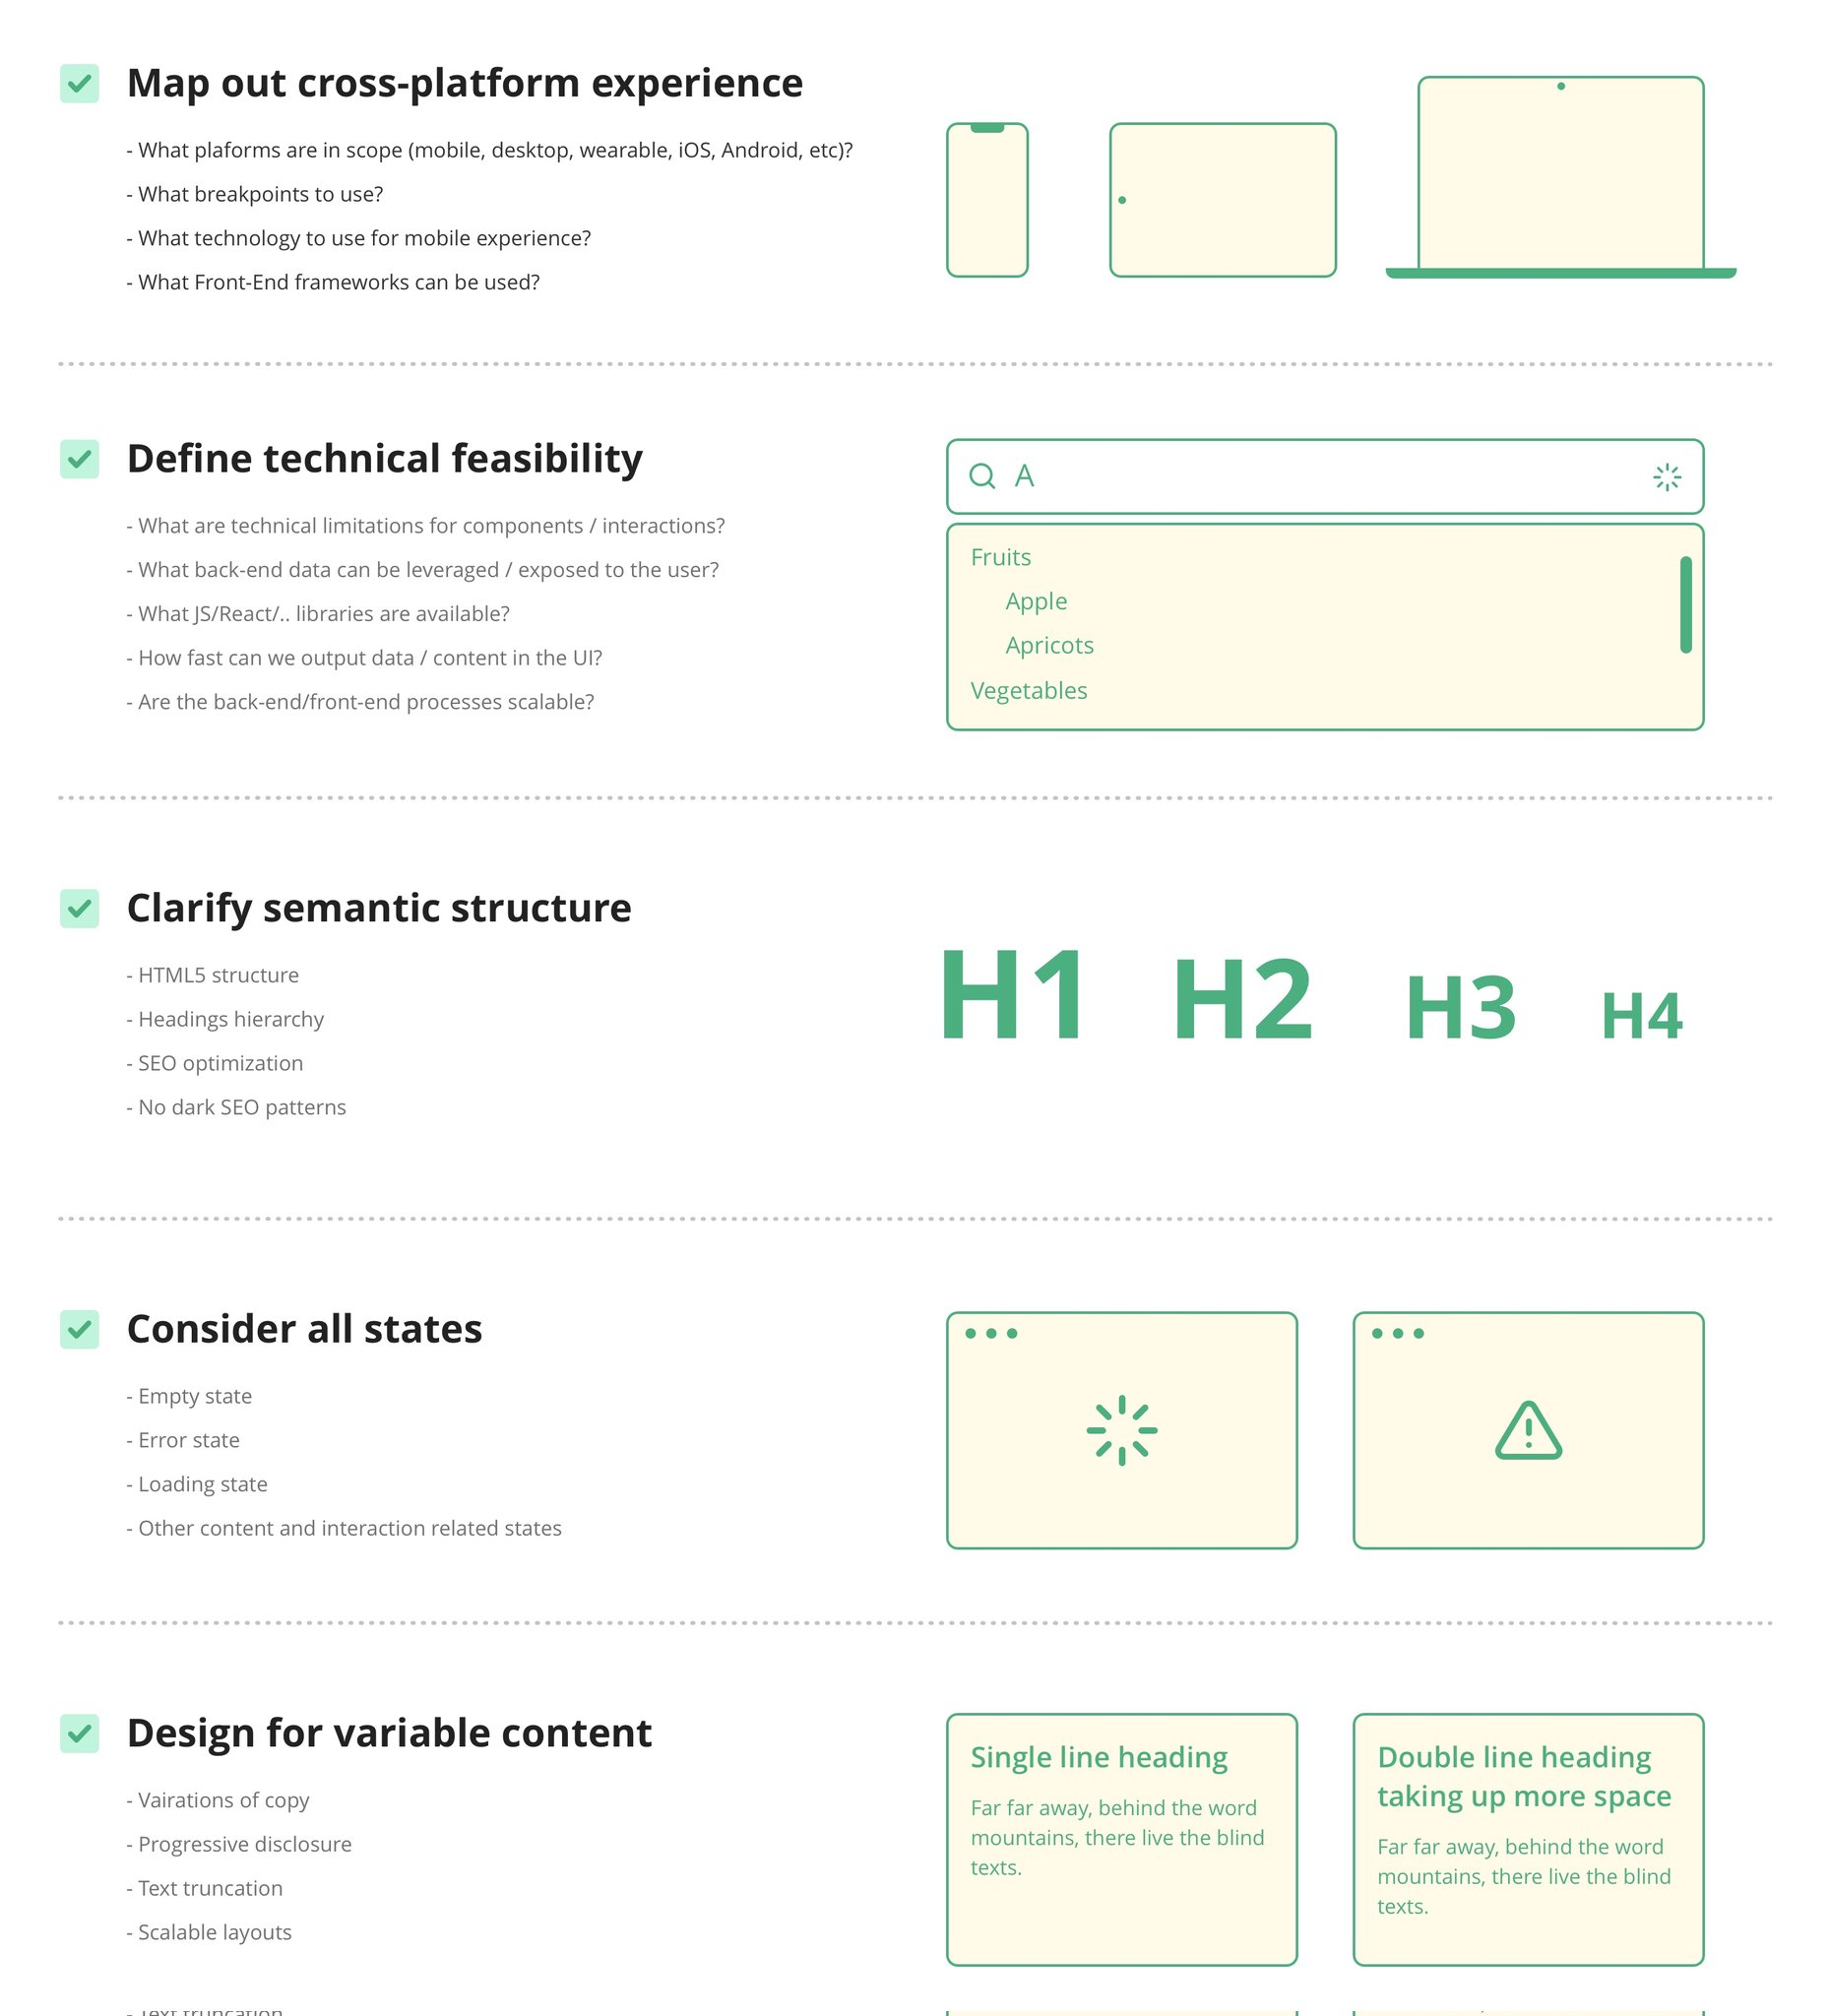 Map out cross-platform experience
- What plaforms are in scope (mobile, desktop, wearable, iOS, Android, etc)?
- What breakpoints to use?
- What technology to use for mobile experience?
- What Front-End frameworks can be used?
Define technical feasibility
- What are technical limitations for components / interactions?
- What back-end data can be leveraged / exposed to the user?
- What JS/React/.. libraries are available?
- How fast can we output data / content in the UI?
- Are the back-end/front-end processes scalable?
A
Fruits
Apple
Apricots
Vegetables
Clarify semantic structure
- HTML5 structure
- Headings hierarchy
- SEO optimization
- No dark SEO patterns
H1 H2 H3 H4
Consider all states
- Empty state
- Error state
- Loading state
- Other content and interaction related states
Design for variable content
- Vairations of copy
- Progressive disclosure
- Text truncation
- Scalable layouts
Single line heading
Far far away, behind the word
mountains, there live the blind
texts.
Double line heading
taking up more space
Far far away, behind the word
mountains, there live the blind
texts.
- Text truncation